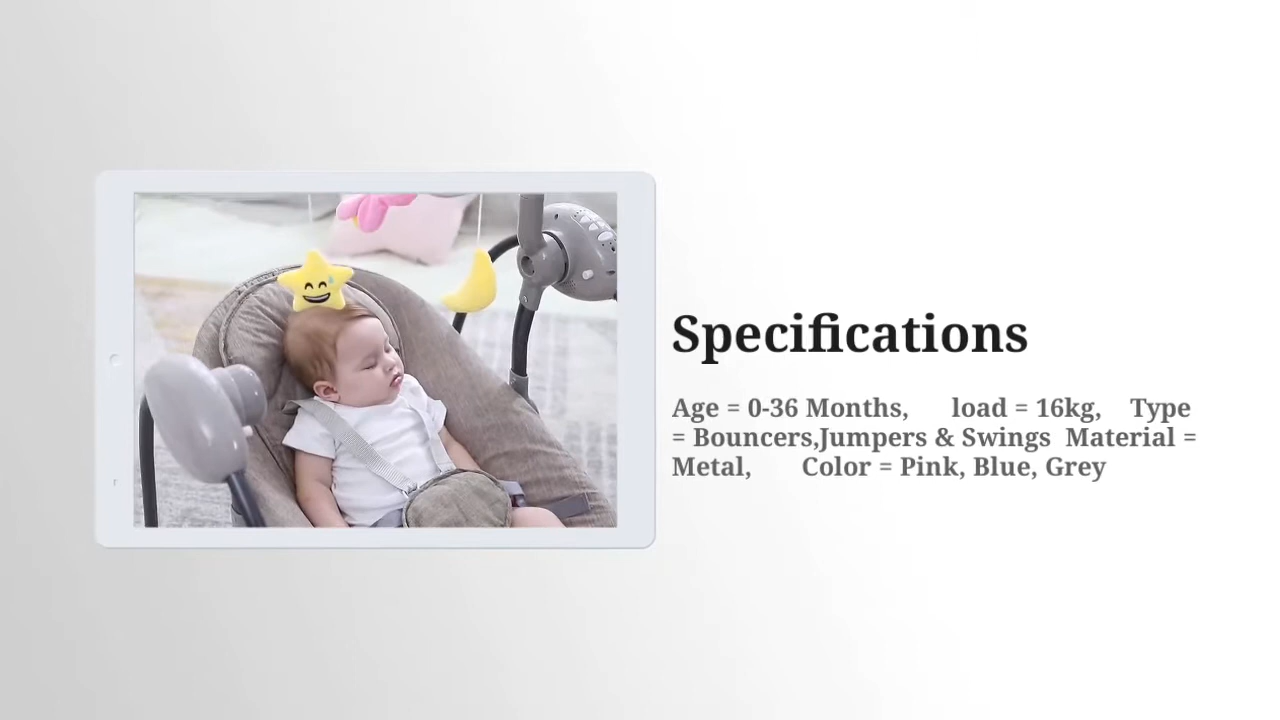 Specifications
Age = 0-36 Months, load = 16kg, Type
= Bouncers,Jumpers & Swings Material =
Metal, Color = Pink, Blue, Grey